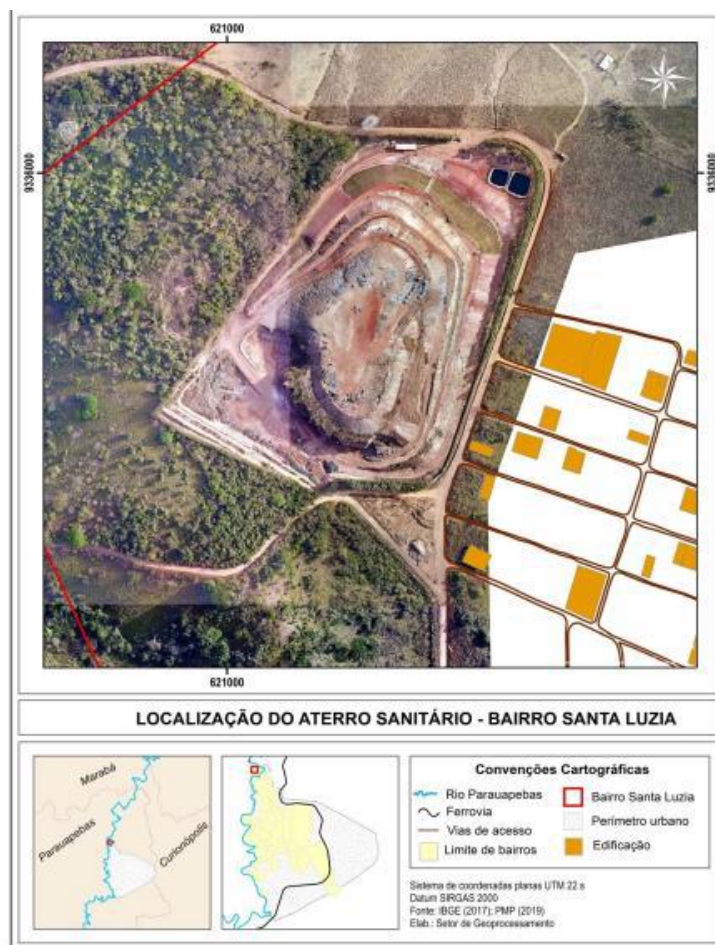 621000
9336000
9336000
621000
LOCALIZAÇÃO DO ATERRO SANITÁRIO - BAIRRO SANTA LUZIA
Marabá
Parauapebas
Curionópolis
Convenções Cartográficas
Rio Parauapebas
Ferrovia
Vias de acesso
Limite de bairros
Bairro Santa Luzia
Perímetro urbano
Edificação
Sistema de coordenadas planas UTM 22 s
Datum SIRGAS 2000
Fonte: IBGE (2017); PMP (2019)
Elab.: Setor de Geoprocessamento